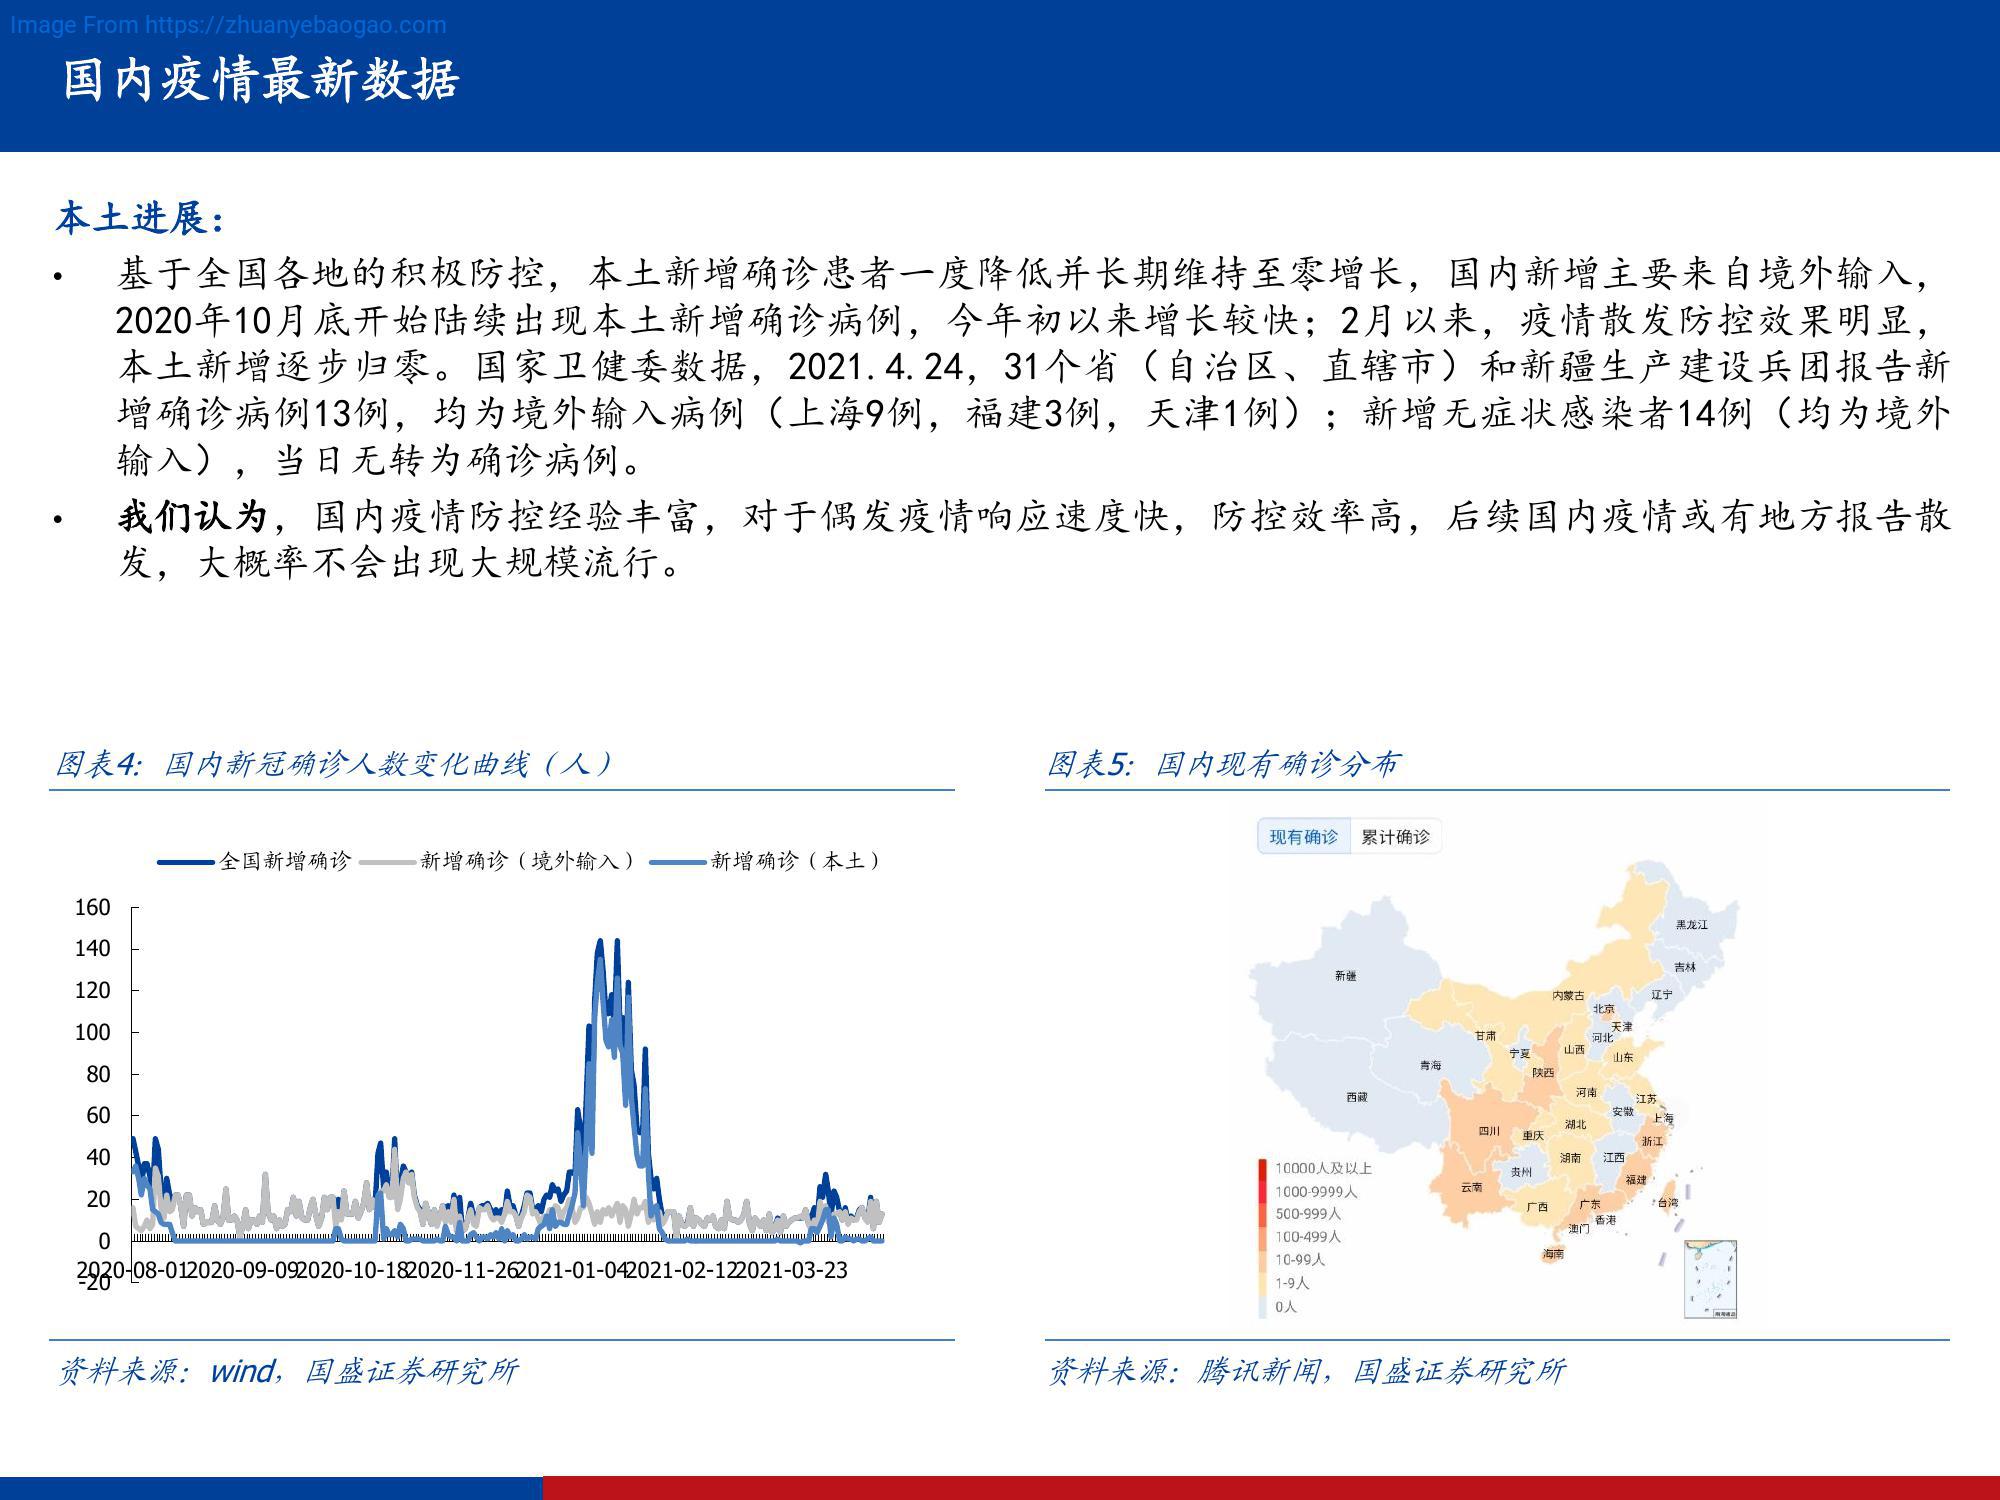 Image From https://zhuanyebaogao.com
国内疫情最新数据
本土进展：
• 基于全国各地的积极防控，本土新增确诊患者一度降低并长期维持至零增长，国内新增主要来自境外输入，
2020年10月底开始陆续出现本土新增确诊病例，今年初以来增长较快；2月以来，疫情散发防控效果明显，
本土新增逐步归零。国家卫健委数据，2021.4.24，31个省（自治区、直辖市）和新疆生产建设兵团报告新
增确诊病例13例，均为境外输入病例（上海9例，福建3例，天津1例）；新增无症状感染者14例（均为境外
输入），当日无转为确诊病例。
• 我们认为，国内疫情防控经验丰富，对于偶发疫情响应速度快，防控效率高，后续国内疫情或有地方报告散
发，大概率不会出现大规模流行。
图表4：国内新冠确诊人数变化曲线（人）
全国新增确诊 新增确诊（境外输入） 新增确诊（本土）
160
140
120
100
80
60
40
20
0
-20
2020-08-01 2020-09-09 2020-10-18 2020-11-26 2021-01-04 2021-02-12 2021-03-23
资料来源：wind，国盛证券研究所
图表5：国内现有确诊分布
现有确诊 累计确诊
黑龙江
吉林
辽宁
新疆
内蒙古
北京
天津
河北
甘肃
宁夏
山西
山东
青海
陕西
西藏
河南
江苏
安徽
上海
湖北
四川
重庆
浙江
湖南
江西
贵州
福建
云南
广西
广东
台湾
香港
澳门
海南
10000人及以上
1000-9999人
500-999人
100-499人
10-99人
1-9人
0人
南海诸岛
资料来源：腾讯新闻，国盛证券研究所